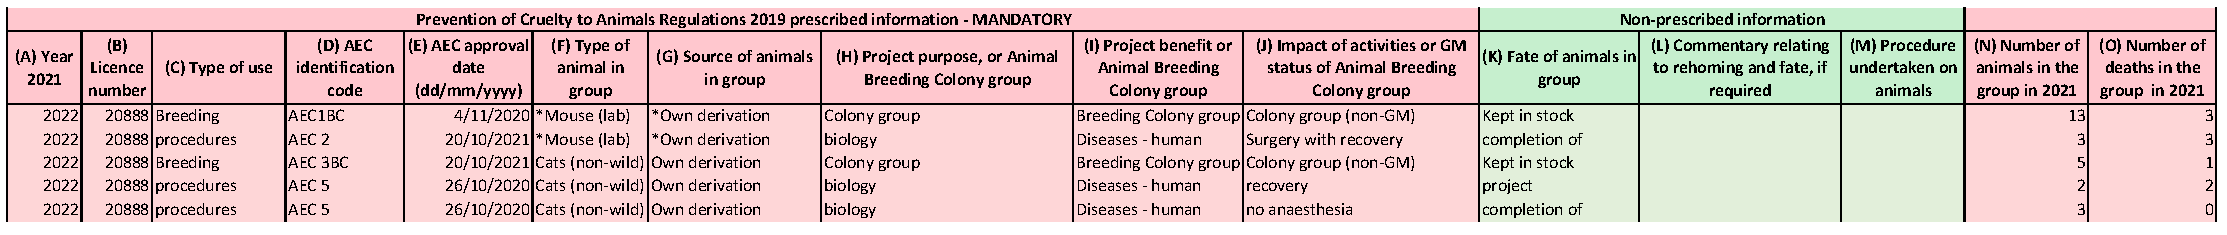 Prevention of Cruelty to Animals Regulations 2019 prescribed information - MANDATORY Non-prescribed information
(A) Year 2021 (B) Licence number (C) Type of use (D) AEC identification code (E) AEC approval date (dd/mm/yyyy) (F) Type of animal in group (G) Source of animals in group (H) Project purpose, or Animal Breeding Colony group (I) Project benefit or Animal Breeding Colony group (J) Impact of activities or GM status of Animal Breeding Colony group (K) Fate of animals in group (L) Commentary relating to rehoming and fate, if required (M) Procedure undertaken on animals (N) Number of animals in the group in 2021 (O) Number of deaths in the group in 2021
2022 20888 Breeding AEC1BC 4/11/2020 *Mouse (lab) *Own derivation Colony group Breeding Colony group Colony group (non-GM) Kept in stock 13 3
2022 20888 procedures AEC 2 20/10/2021 *Mouse (lab) *Own derivation biology Diseases - human Surgery with recovery completion of 3 3
2022 20888 Breeding AEC 3BC 20/10/2021 Cats (non-wild) Own derivation Colony group Breeding Colony group Colony group (non-GM) Kept in stock 5 1
2022 20888 procedures AEC 5 26/10/2020 Cats (non-wild) Own derivation biology Diseases - human recovery project 2 2
2022 20888 procedures AEC 5 26/10/2020 Cats (non-wild) Own derivation biology Diseases - human no anaesthesia completion of 3 0